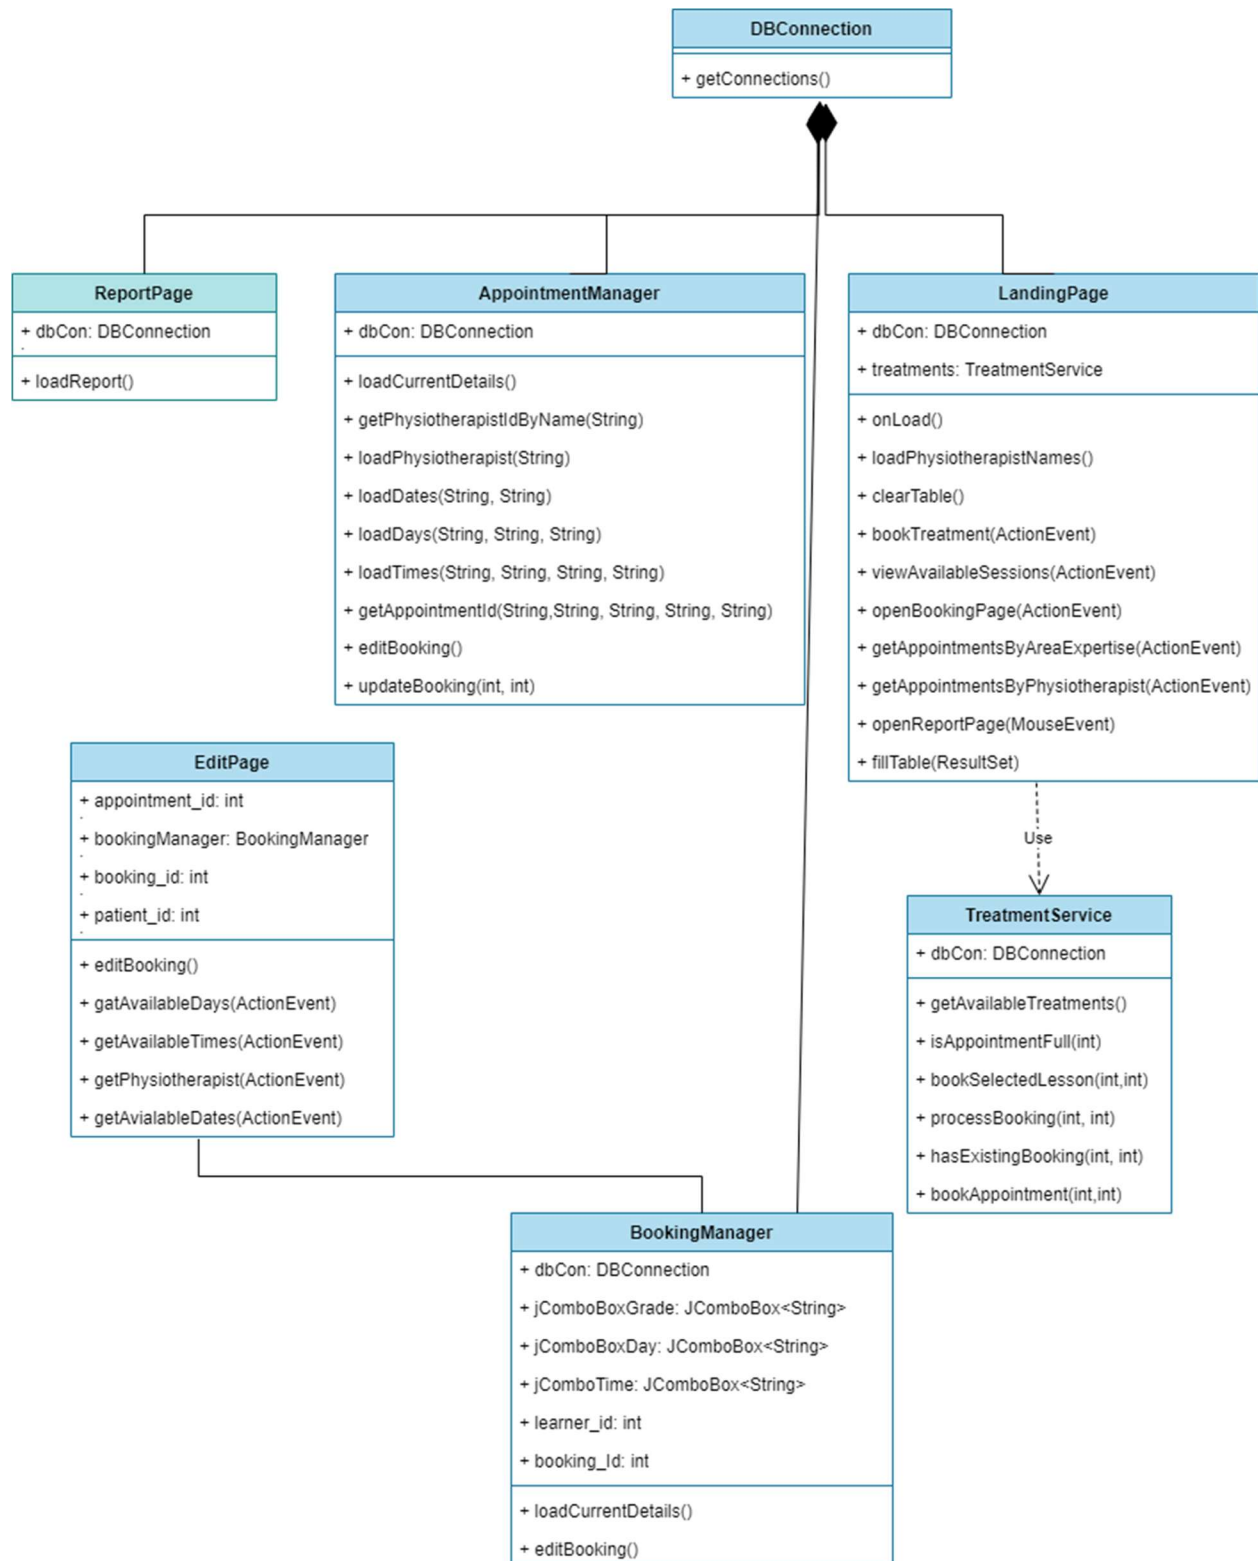 DBConnection
+ getConnections()
ReportPage
+ dbCon: DBConnection
+ loadReport()
AppointmentManager
+ dbCon: DBConnection
+ loadCurrentDetails()
+ getPhysiotherapistIdByName(String)
+ loadPhysiotherapist(String)
+ loadDates(String, String)
+ loadDays(String, String, String)
+ loadTimes(String, String, String, String)
+ getAppointmentId(String,String, String, String, String)
+ editBooking()
+ updateBooking(int, int)
LandingPage
+ dbCon: DBConnection
+ treatments: TreatmentService
+ onLoad()
+ loadPhysiotherapistNames()
+ clearTable()
+ bookTreatment(ActionEvent)
+ viewAvailableSessions(ActionEvent)
+ openBookingPage(ActionEvent)
+ getAppointmentsByAreaExpertise(ActionEvent)
+ getAppointmentsByPhysiotherapist(ActionEvent)
+ openReportPage(MouseEvent)
+ fillTable(ResultSet)
EditPage
+ appointment_id: int
+ bookingManager: BookingManager
+ booking_id: int
+ patient_id: int
+ editBooking()
+ gatAvailableDays(ActionEvent)
+ getAvailableTimes(ActionEvent)
+ getPhysiotherapist(ActionEvent)
+ getAvialableDates(ActionEvent)
Use
TreatmentService
+ dbCon: DBConnection
+ getAvailableTreatments()
+ isAppointmentFull(int)
+ bookSelectedLesson(int,int)
+ processBooking(int, int)
+ hasExistingBooking(int, int)
+ bookAppointment(int,int)
BookingManager
+ dbCon: DBConnection
+ jComboBoxGrade: JComboBox<String>
+ jComboBoxDay: JComboBox<String>
+ jComboTime: JComboBox<String>
+ learner_id: int
+ booking_Id: int
+ loadCurrentDetails()
+ editBooking()